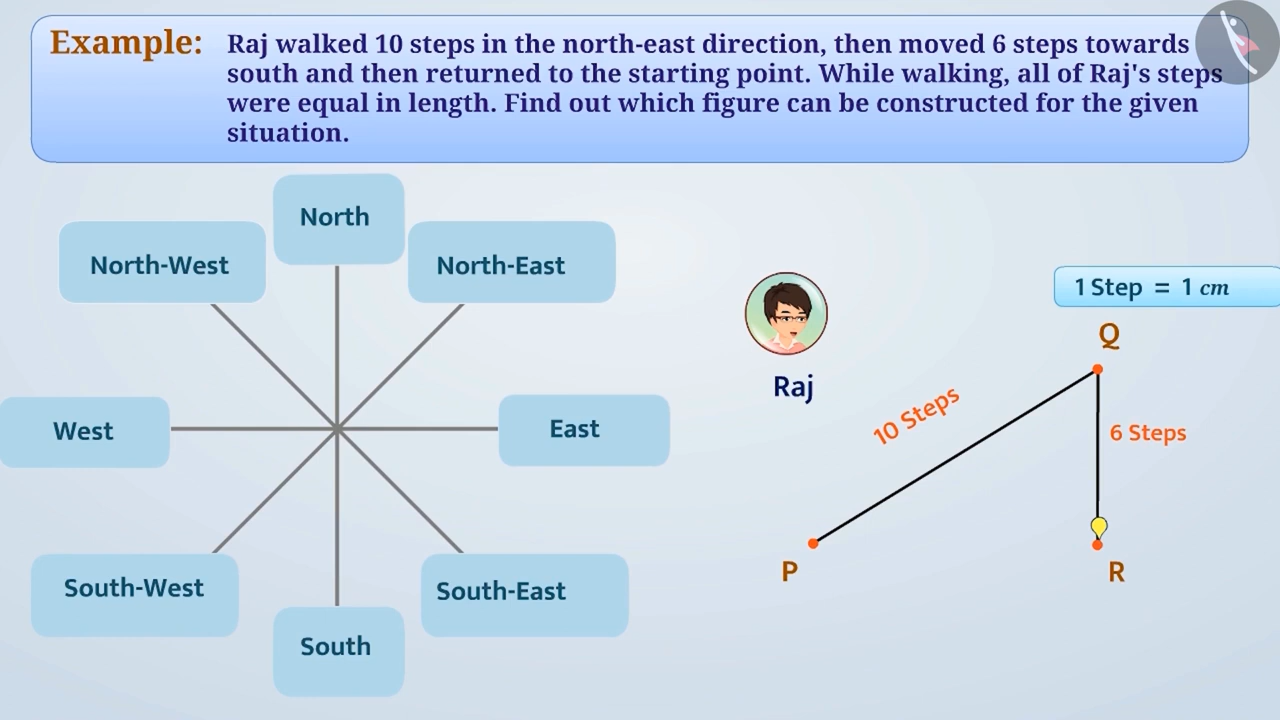 Example: Raj walked 10 steps in the north-east direction, then moved 6 steps towards
south and then returned to the starting point. While walking, all of Raj's steps
were equal in length. Find out which figure can be constructed for the given
situation.
North
North-West
North-East
West
East
South-West
South-East
South
Raj
1 Step = 1 cm
Q
10 Steps
6 Steps
P
R